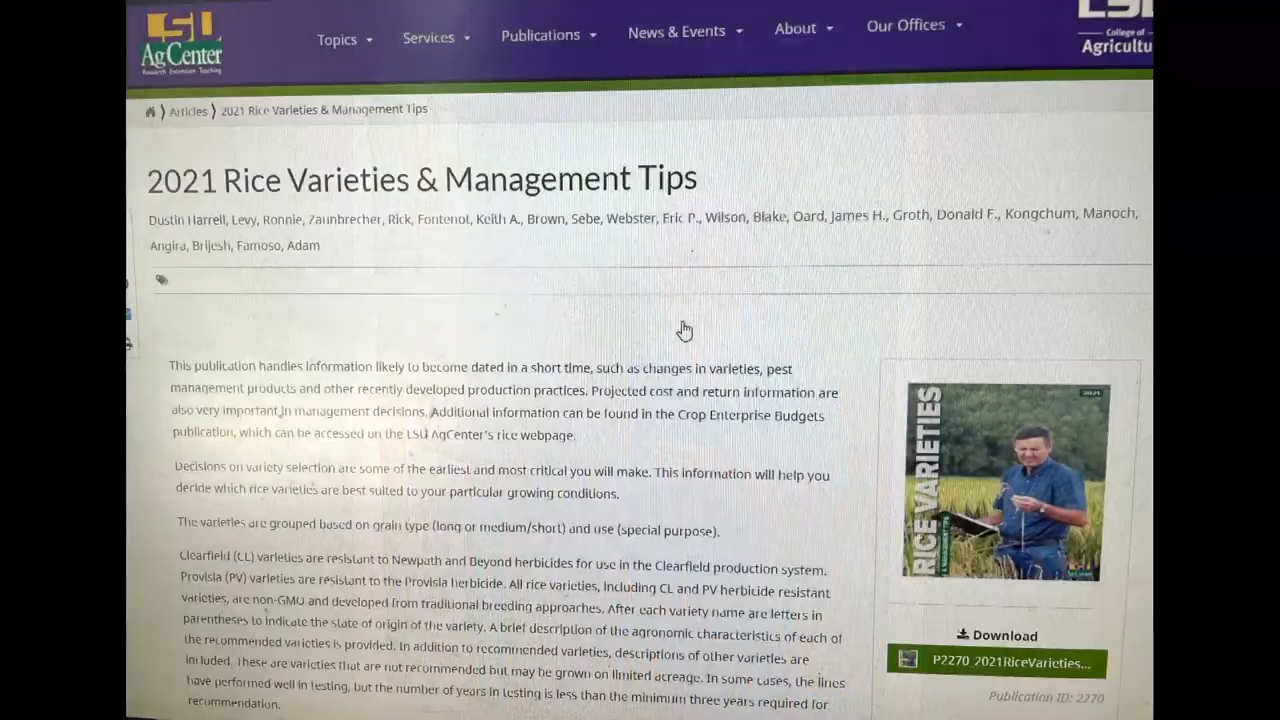 LSU
AgCenter
Research · Extension · Teaching
Topics
Services
Publications
News & Events
About
Our Offices
College of
Agricultu
Articles ❯ 2021 Rice Varieties & Management Tips
2021 Rice Varieties & Management Tips
Dustin Harrell, Levy, Ronnie, Zaunbrecher, Rick, Fontenot, Keith A., Brown, Sebe, Webster, Eric P., Wilson, Blake, Oard, James H., Groth, Donald F., Kongchum, Manoch,
Angira, Brijesh, Famoso, Adam
This publication handles information likely to become dated in a short time, such as changes in varieties, pest
management products and other recently developed production practices. Projected cost and return information are
also very important in management decisions. Additional information can be found in the Crop Enterprise Budgets
publication, which can be accessed on the LSU AgCenter's rice webpage.
Decisions on variety selection are some of the earliest and most critical you will make. This information will help you
decide which rice varieties are best suited to your particular growing conditions.
The varieties are grouped based on grain type (long or medium/short) and use (special purpose).
Clearfield (CL) varieties are resistant to Newpath and Beyond herbicides for use in the Clearfield production system.
Provisia (PV) varieties are resistant to the Provisia herbicide. All rice varieties, including CL and PV herbicide resistant
varieties, are non-GMO and developed from traditional breeding approaches. After each variety name are letters in
parentheses to indicate the state of origin of the variety. A brief description of the agronomic characteristics of each of
the recommended varieties is provided. In addition to recommended varieties, descriptions of other varieties are
included. These are varieties that are not recommended but may be grown on limited acreage. In some cases, the lines
have performed well in testing, but the number of years in testing is less than the minimum three years required for
recommendation.
2021
RICE VARIETIES
& MANAGEMENT TIPS
Download
P2270_2021RiceVarieties...
Publication ID: 2270